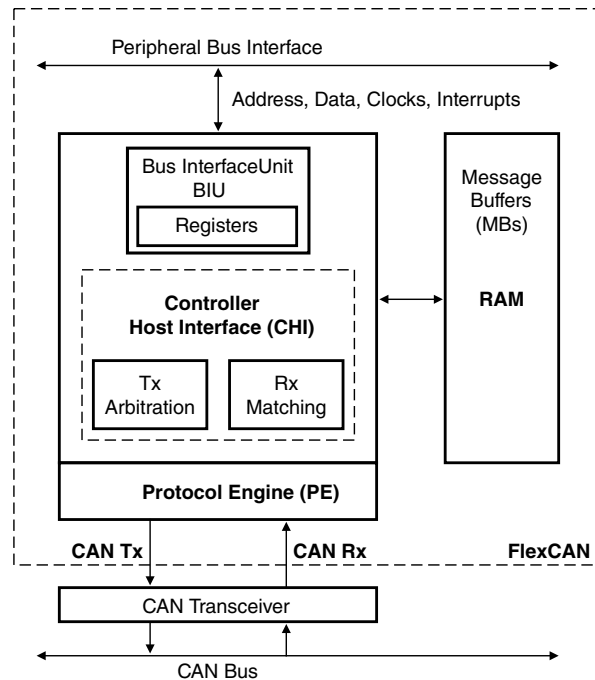 Peripheral Bus Interface
Address, Data, Clocks, Interrupts
Bus InterfaceUnit
BIU
Registers
Message
Buffers
(MBs)
RAM
Controller
Host Interface (CHI)
Tx
Arbitration
Rx
Matching
Protocol Engine (PE)
CAN Tx
CAN Rx
FlexCAN
CAN Transceiver
CAN Bus